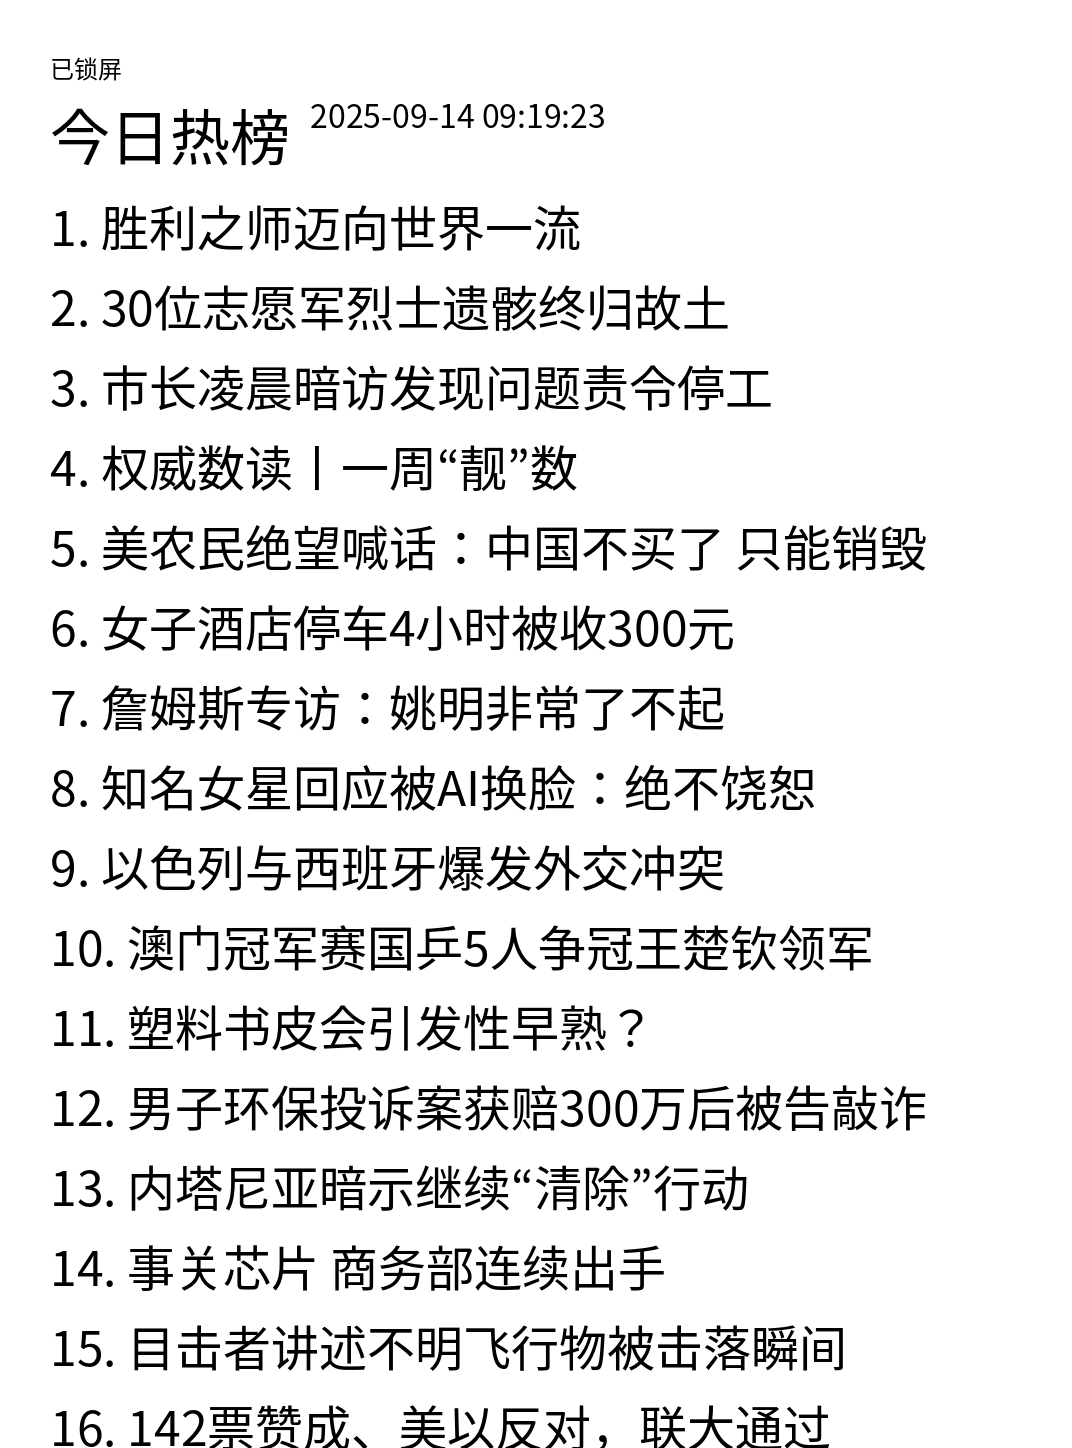 已锁屏
今日热榜 2025-09-14 09:19:23
1. 胜利之师迈向世界一流
2. 30位志愿军烈士遗骸终归故土
3. 市长凌晨暗访发现问题责令停工
4. 权威数读丨一周“靓”数
5. 美农民绝望喊话：中国不买了 只能销毁
6. 女子酒店停车4小时被收300元
7. 詹姆斯专访：姚明非常了不起
8. 知名女星回应被AI换脸：绝不饶恕
9. 以色列与西班牙爆发外交冲突
10. 澳门冠军赛国乒5人争冠王楚钦领军
11. 塑料书皮会引发性早熟？
12. 男子环保投诉案获赔300万后被告敲诈
13. 内塔尼亚暗示继续“清除”行动
14. 事关芯片 商务部连续出手
15. 目击者讲述不明飞行物被击落瞬间
16. 142票赞成、美以反对，联大通过